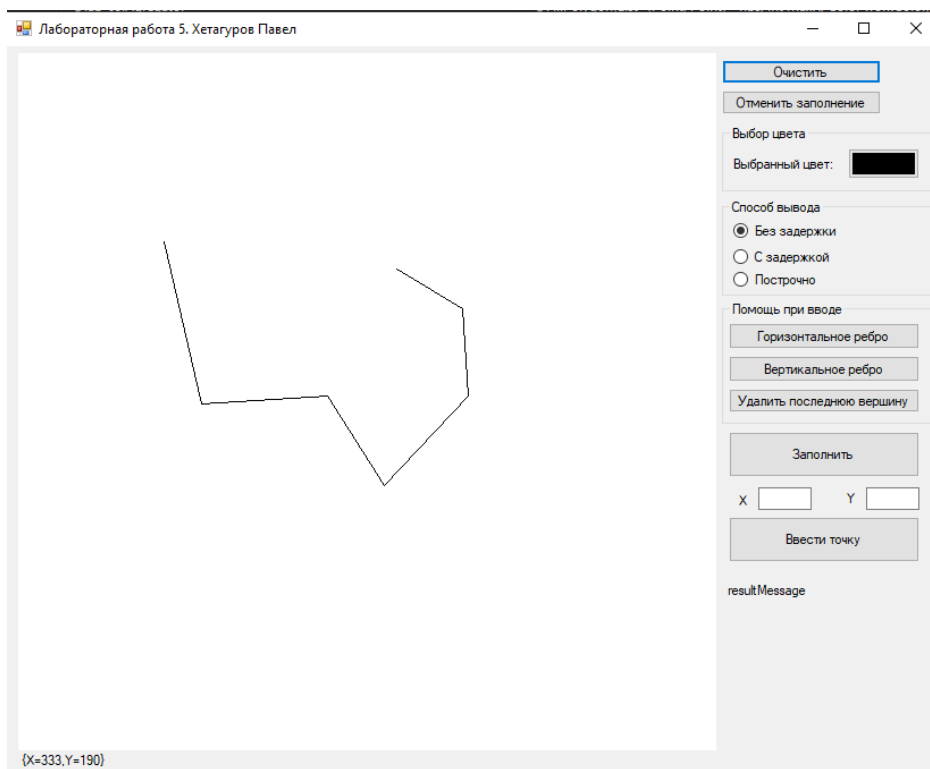 Лабораторная работа 5. Хетагуров Павел
Очистить
Отменить заполнение
Выбор цвета
Выбранный цвет:
Способ вывода
Без задержки
С задержкой
Построчно
Помощь при вводе
Горизонтальное ребро
Вертикальное ребро
Удалить последнюю вершину
Заполнить
X Y
Ввести точку
resultMessage
{X=333,Y=190}